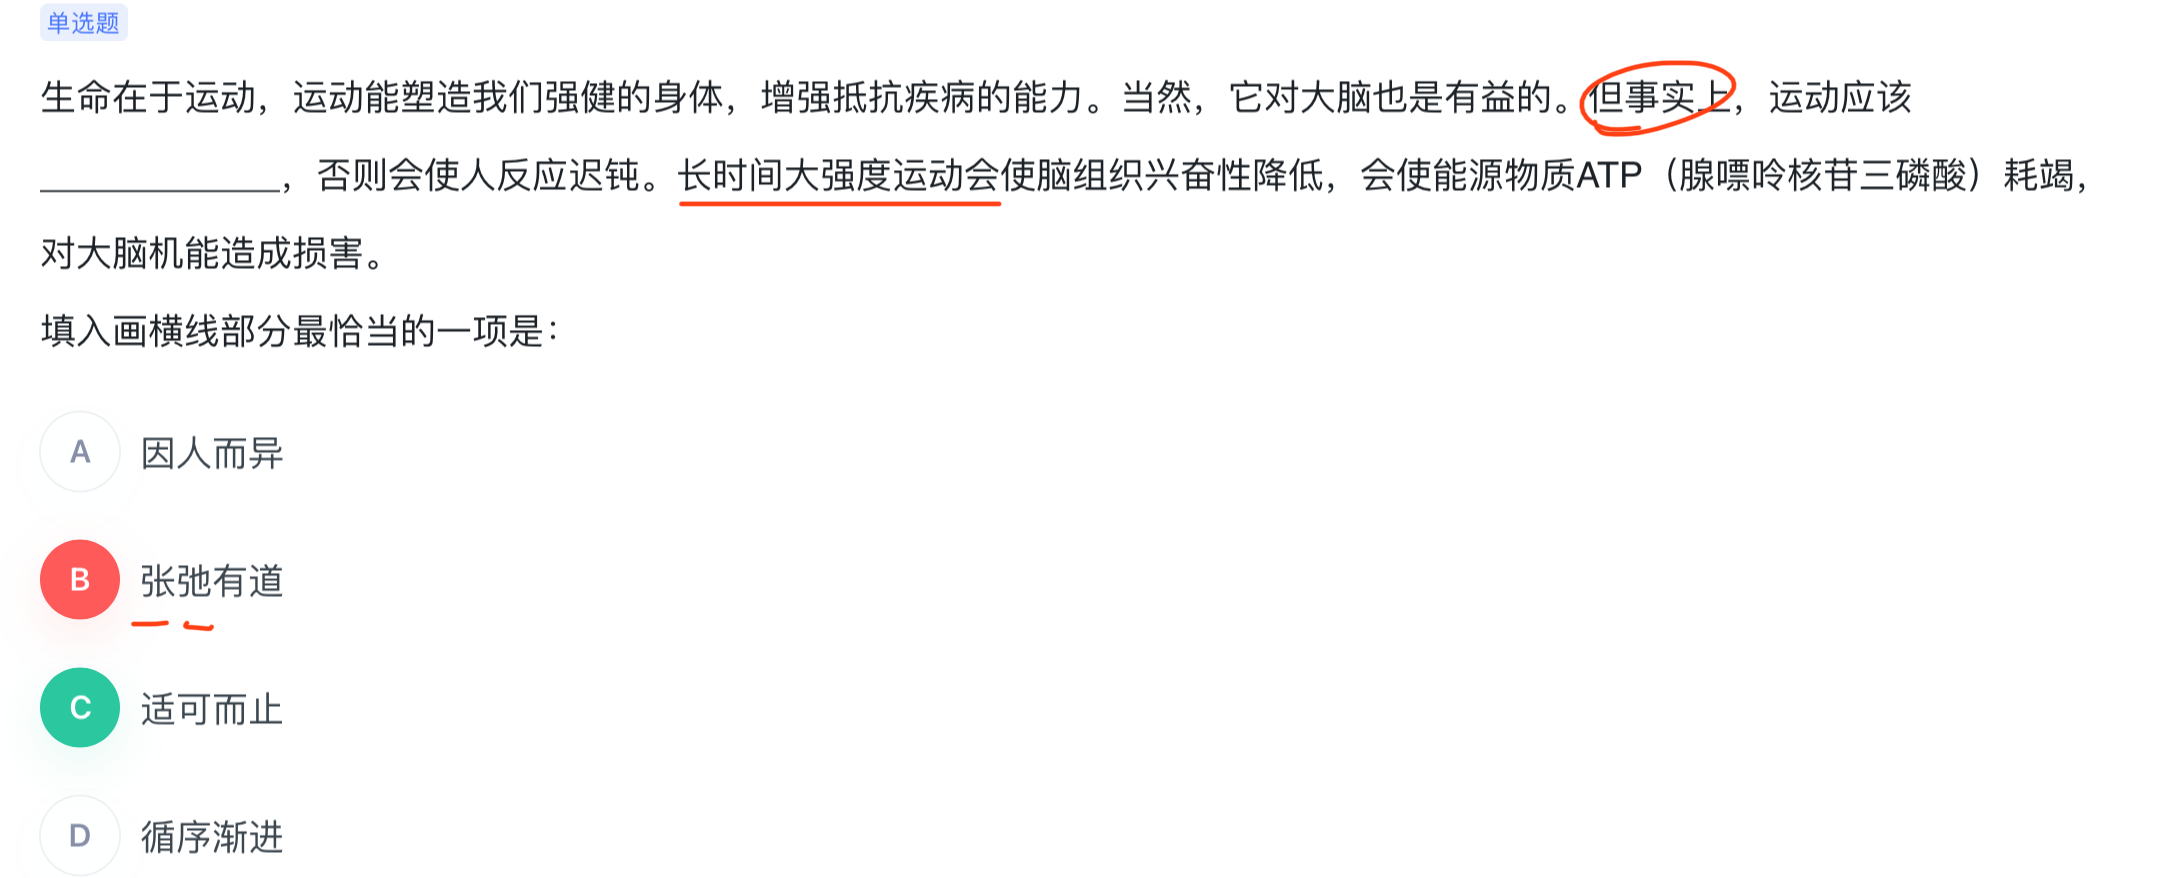 单选题
生命在于运动，运动能塑造我们强健的身体，增强抵抗疾病的能力。当然，它对大脑也是有益的。但事实上，运动应该
____________，否则会使人反应迟钝。长时间大强度运动会使脑组织兴奋性降低，会使能源物质ATP（腺嘌呤核苷三磷酸）耗竭，
对大脑机能造成损害。
填入画横线部分最恰当的一项是：
A 因人而异
B 张弛有道
C 适可而止
D 循序渐进